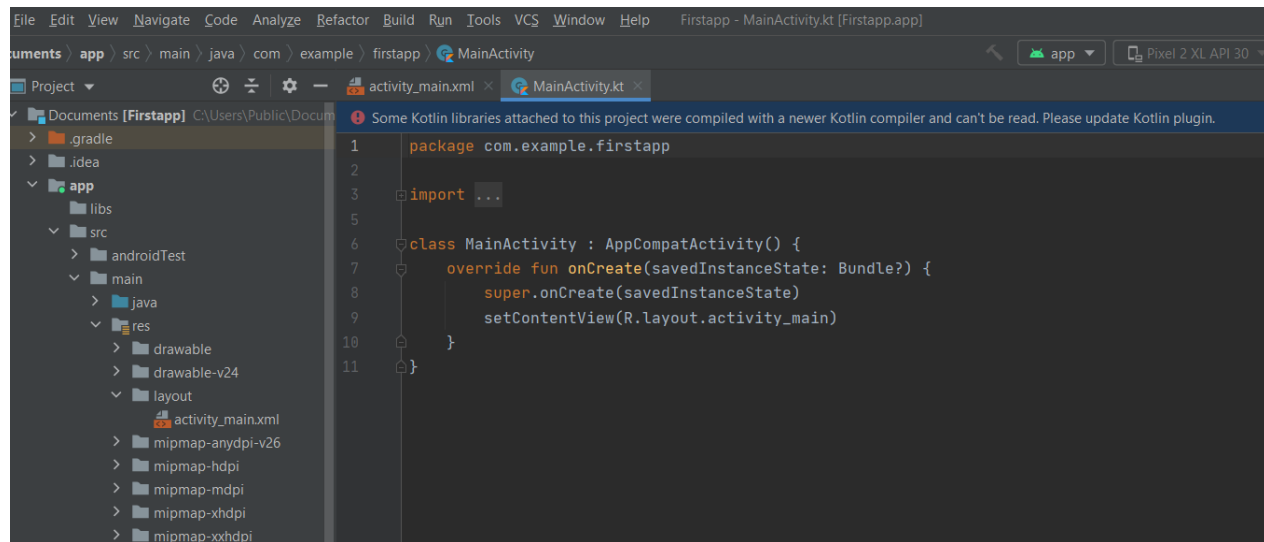 File Edit View Navigate Code Analyze Refactor Build Run Tools VCS Window Help Firstapp - MainActivity.kt [Firstapp.app]
cuments 〉 app 〉 src 〉 main 〉 java 〉 com 〉 example 〉 firstapp 〉 MainActivity app Pixel 2 XL API 30
Project activity_main.xml × MainActivity.kt ×
Documents [Firstapp] C:\Users\Public\Docum
Some Kotlin libraries attached to this project were compiled with a newer Kotlin compiler and can't be read. Please update Kotlin plugin.
.gradle
.idea
app
libs
src
androidTest
main
java
res
drawable
drawable-v24
layout
activity_main.xml
mipmap-anydpi-v26
mipmap-hdpi
mipmap-mdpi
mipmap-xhdpi
mipmap-xxhdpi
1 package com.example.firstapp
2
3 import ...
5
6 class MainActivity : AppCompatActivity() {
7 override fun onCreate(savedInstanceState: Bundle?) {
8 super.onCreate(savedInstanceState)
9 setContentView(R.layout.activity_main)
10 }
11 }